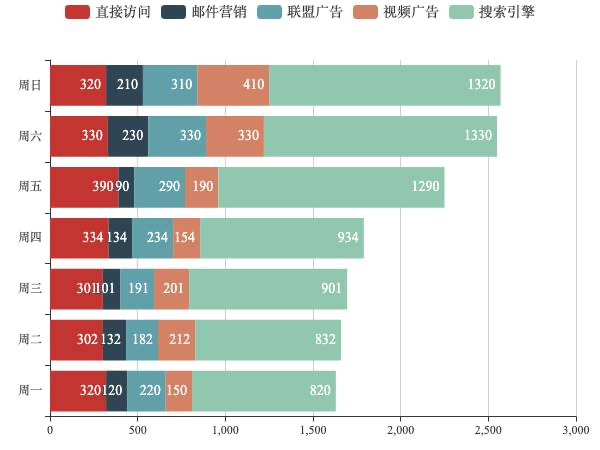 直接访问 邮件营销 联盟广告 视频广告 搜索引擎
周日 320 210 310 410 1320
周六 330 230 330 330 1330
周五 390 90 290 190 1290
周四 334 134 234 154 934
周三 301 101 191 201 901
周二 302 132 182 212 832
周一 320 120 220 150 820
0 500 1,000 1,500 2,000 2,500 3,000